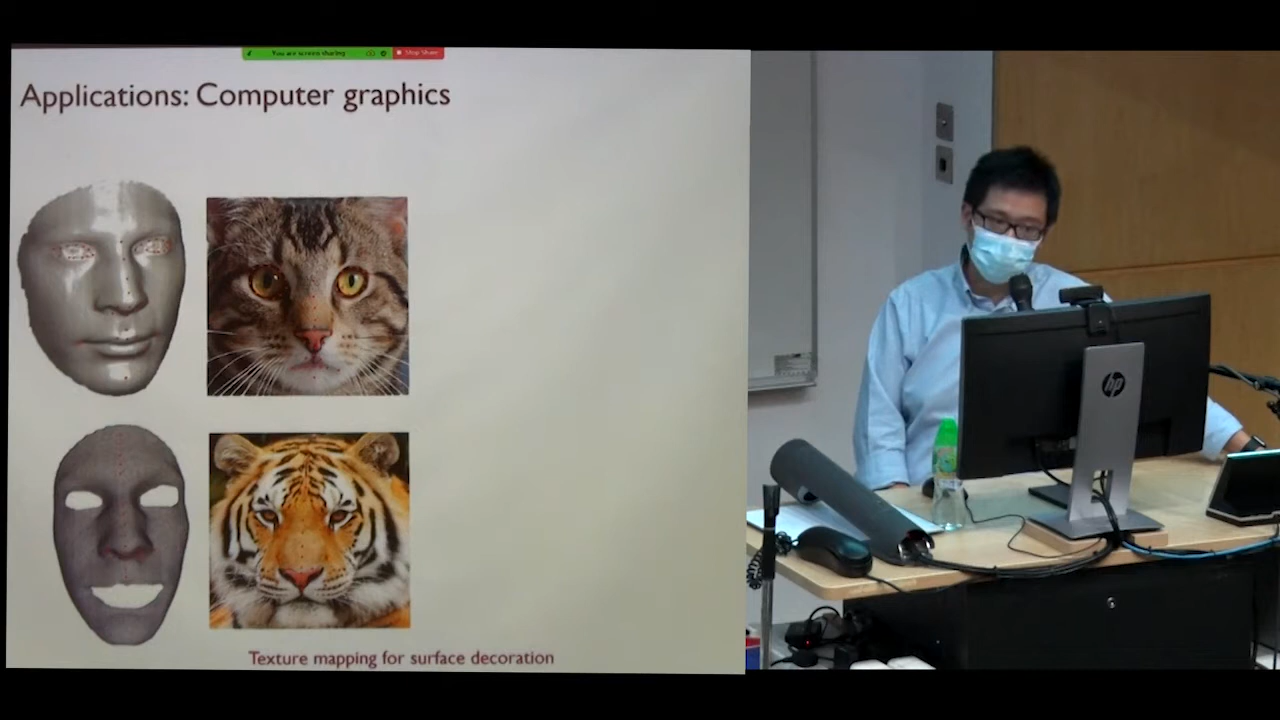 You are screen sharing
Stop Share
Applications: Computer graphics
Texture mapping for surface decoration
hp